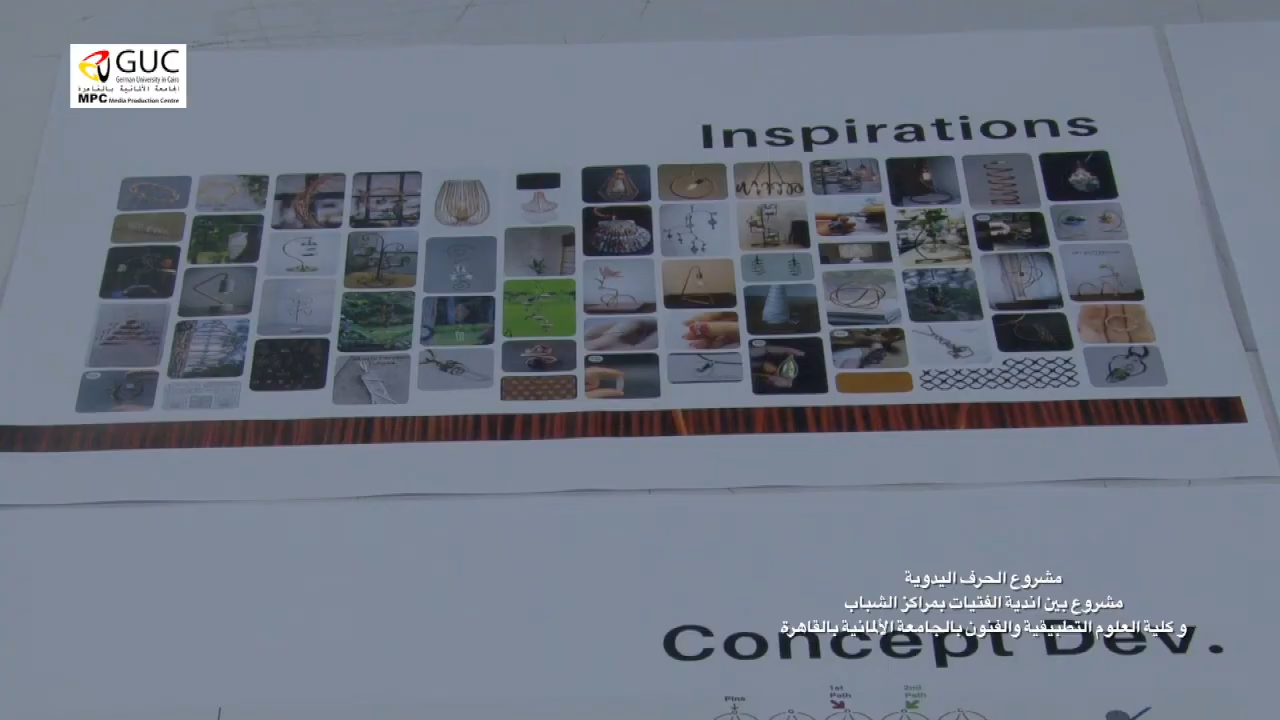 GUC
German University in Cairo
الجامعة الألمانية بالقاهرة
MPC Media Production Centre
Inspirations
مشروع الحرف اليدوية
مشروع بين اندية الفتيات بمراكز الشباب
و كلية العلوم التطبيقية والفنون بالجامعة الألمانية بالقاهرة
Concept Dev.
Pins
1st
Path
2nd
Path